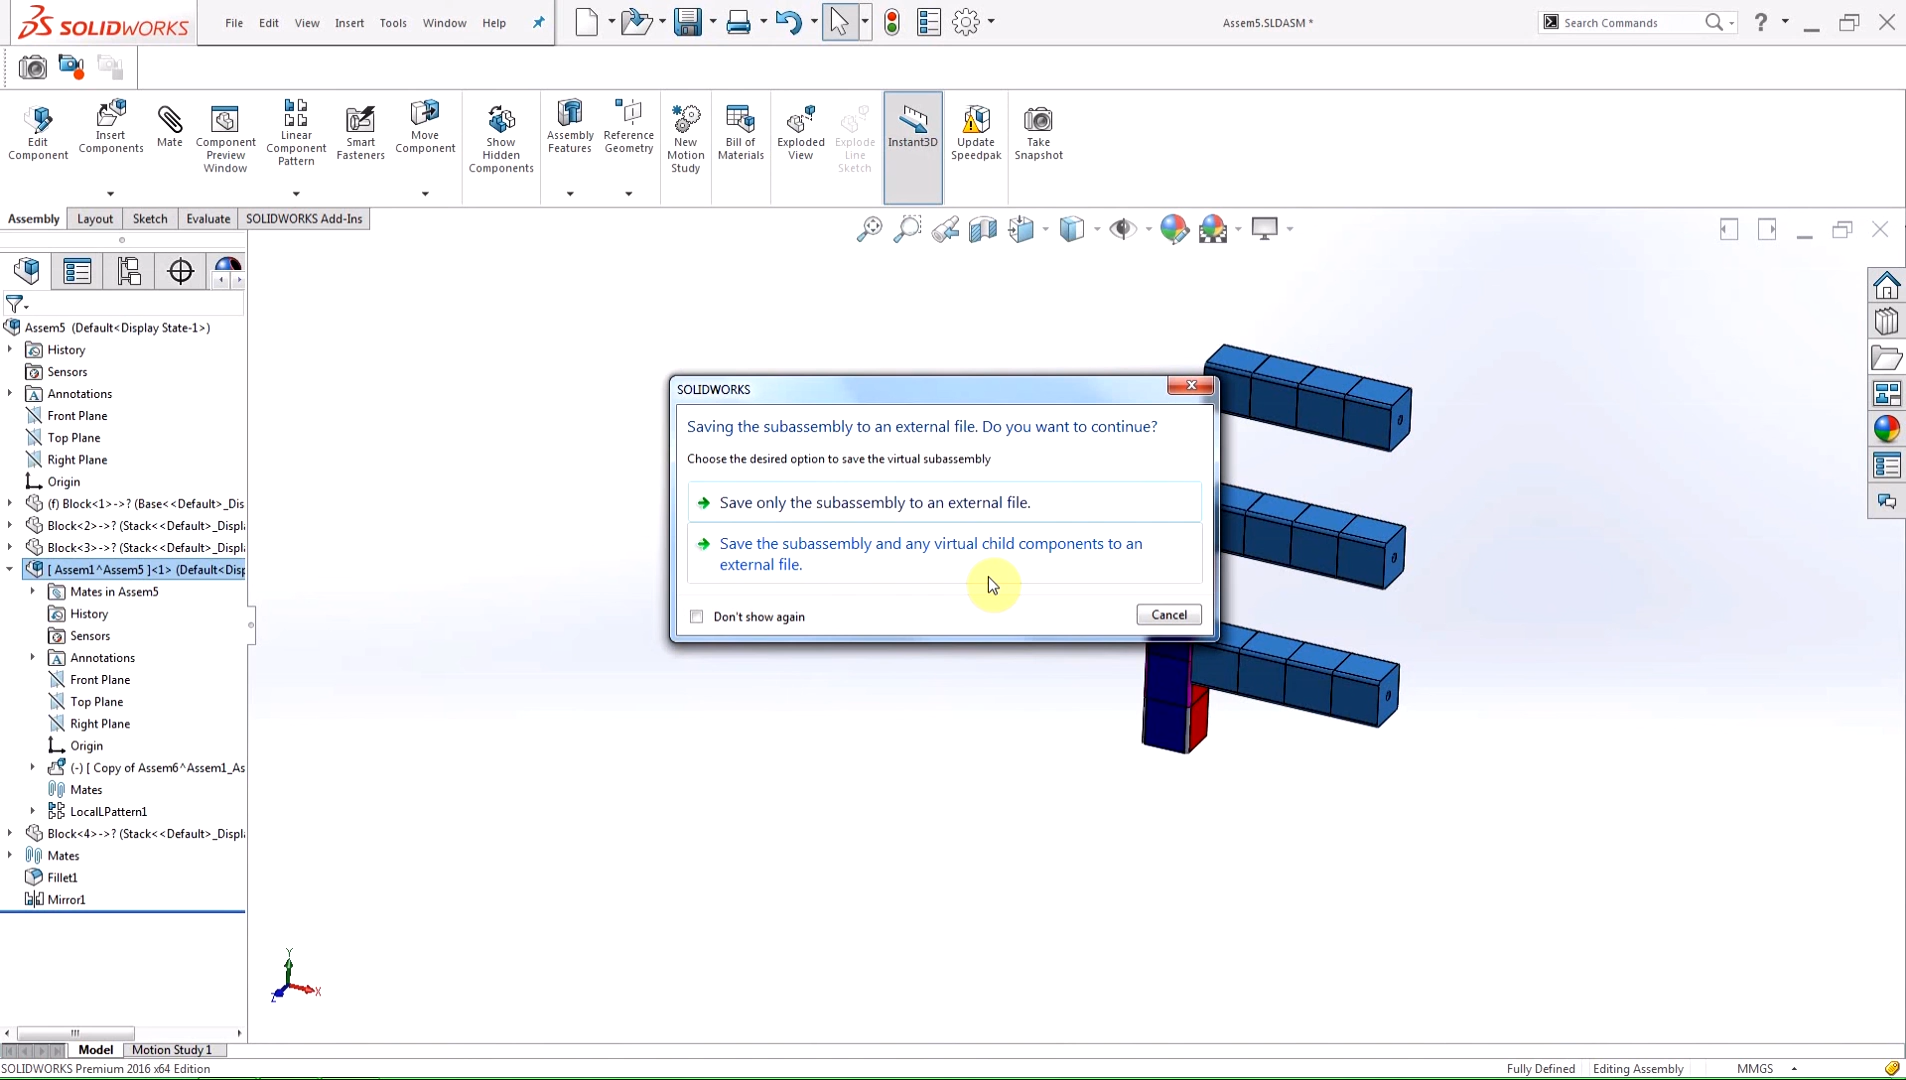 SOLIDWORKS
File Edit View Insert Tools Window Help
Assem5.SLDASM *
Search Commands
Edit
Component
Insert
Components
Mate
Component
Preview
Window
Linear
Component
Pattern
Smart
Fasteners
Move
Component
Show
Hidden
Components
Assembly
Features
Reference
Geometry
New
Motion
Study
Bill of
Materials
Exploded
View
Explode
Line
Sketch
Instant3D
Update
Speedpak
Take
Snapshot
Assembly Layout Sketch Evaluate SOLIDWORKS Add-Ins
Assem5 (Default<Display State-1>)
History
Sensors
Annotations
Front Plane
Top Plane
Right Plane
Origin
(f) Block<1>->? (Base<<Default>_Dis
Block<2>->? (Stack<<Default>_Displ
Block<3>->? (Stack<<Default>_Displ
[ Assem1^Assem5 ]<1> (Default<Disp
Mates in Assem5
History
Sensors
Annotations
Front Plane
Top Plane
Right Plane
Origin
(-) [ Copy of Assem6^Assem1_As
Mates
LocalLPattern1
Block<4>->? (Stack<<Default>_Displ
Mates
Fillet1
Mirror1
SOLIDWORKS
Saving the subassembly to an external file. Do you want to continue?
Choose the desired option to save the virtual subassembly
Save only the subassembly to an external file.
Save the subassembly and any virtual child components to an
external file.
Don't show again
Cancel
Y
X
Z
Model Motion Study 1
SOLIDWORKS Premium 2016 x64 Edition
Fully Defined Editing Assembly MMGS